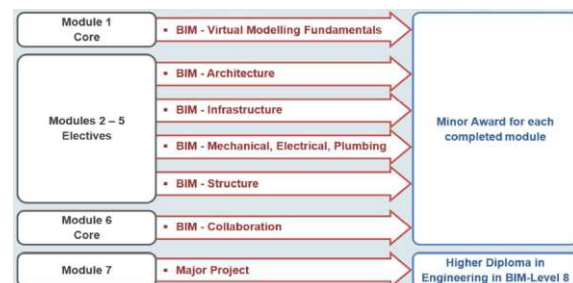 Module 1
Core
▪ BIM - Virtual Modelling Fundamentals
Modules 2 – 5
Electives
▪ BIM - Architecture
▪ BIM - Infrastructure
▪ BIM - Mechanical, Electrical, Plumbing
▪ BIM - Structure
Minor Award for each
completed module
Module 6
Core
▪ BIM - Collaboration
Module 7
▪ Major Project
Higher Diploma in
Engineering in BIM-Level 8